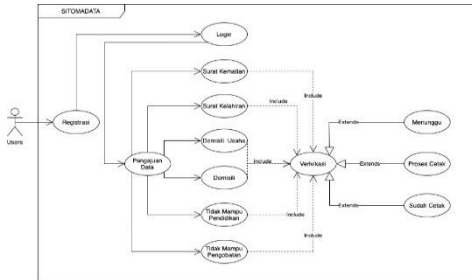 SITOMADATA
Login
Surat Kematian
Include
Users
Registrasi
Surat Kelahiran
Include
Menunggu
Extends
Domisili Usaha
Include
Pengajuan
Data
Verivikasi
Extends
Proses Cetak
Domisili
Tidak Mampu
Pendidikan
Include
Extends
Sudah Cetak
Tidak Mampu
Pengobatan
Include